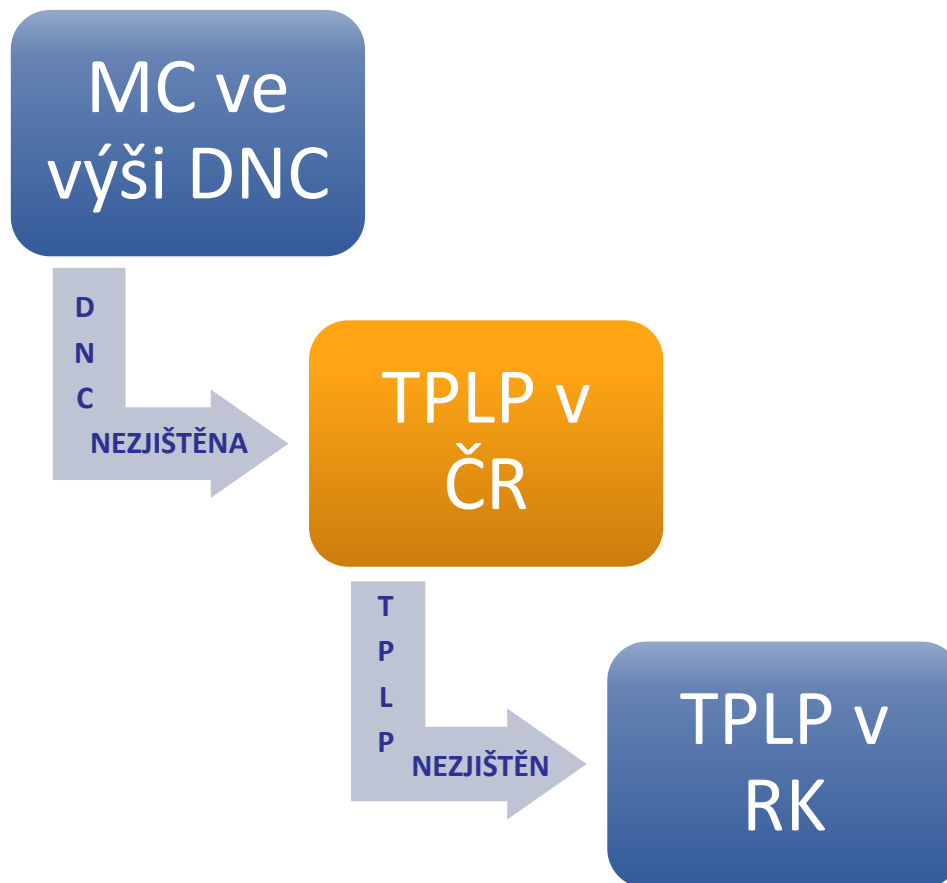 MC ve
výši DNC
D
N
C
NEZJIŠTĚNA
TPLP v
ČR
T
P
L
P
NEZJIŠTĚN
TPLP v
RK